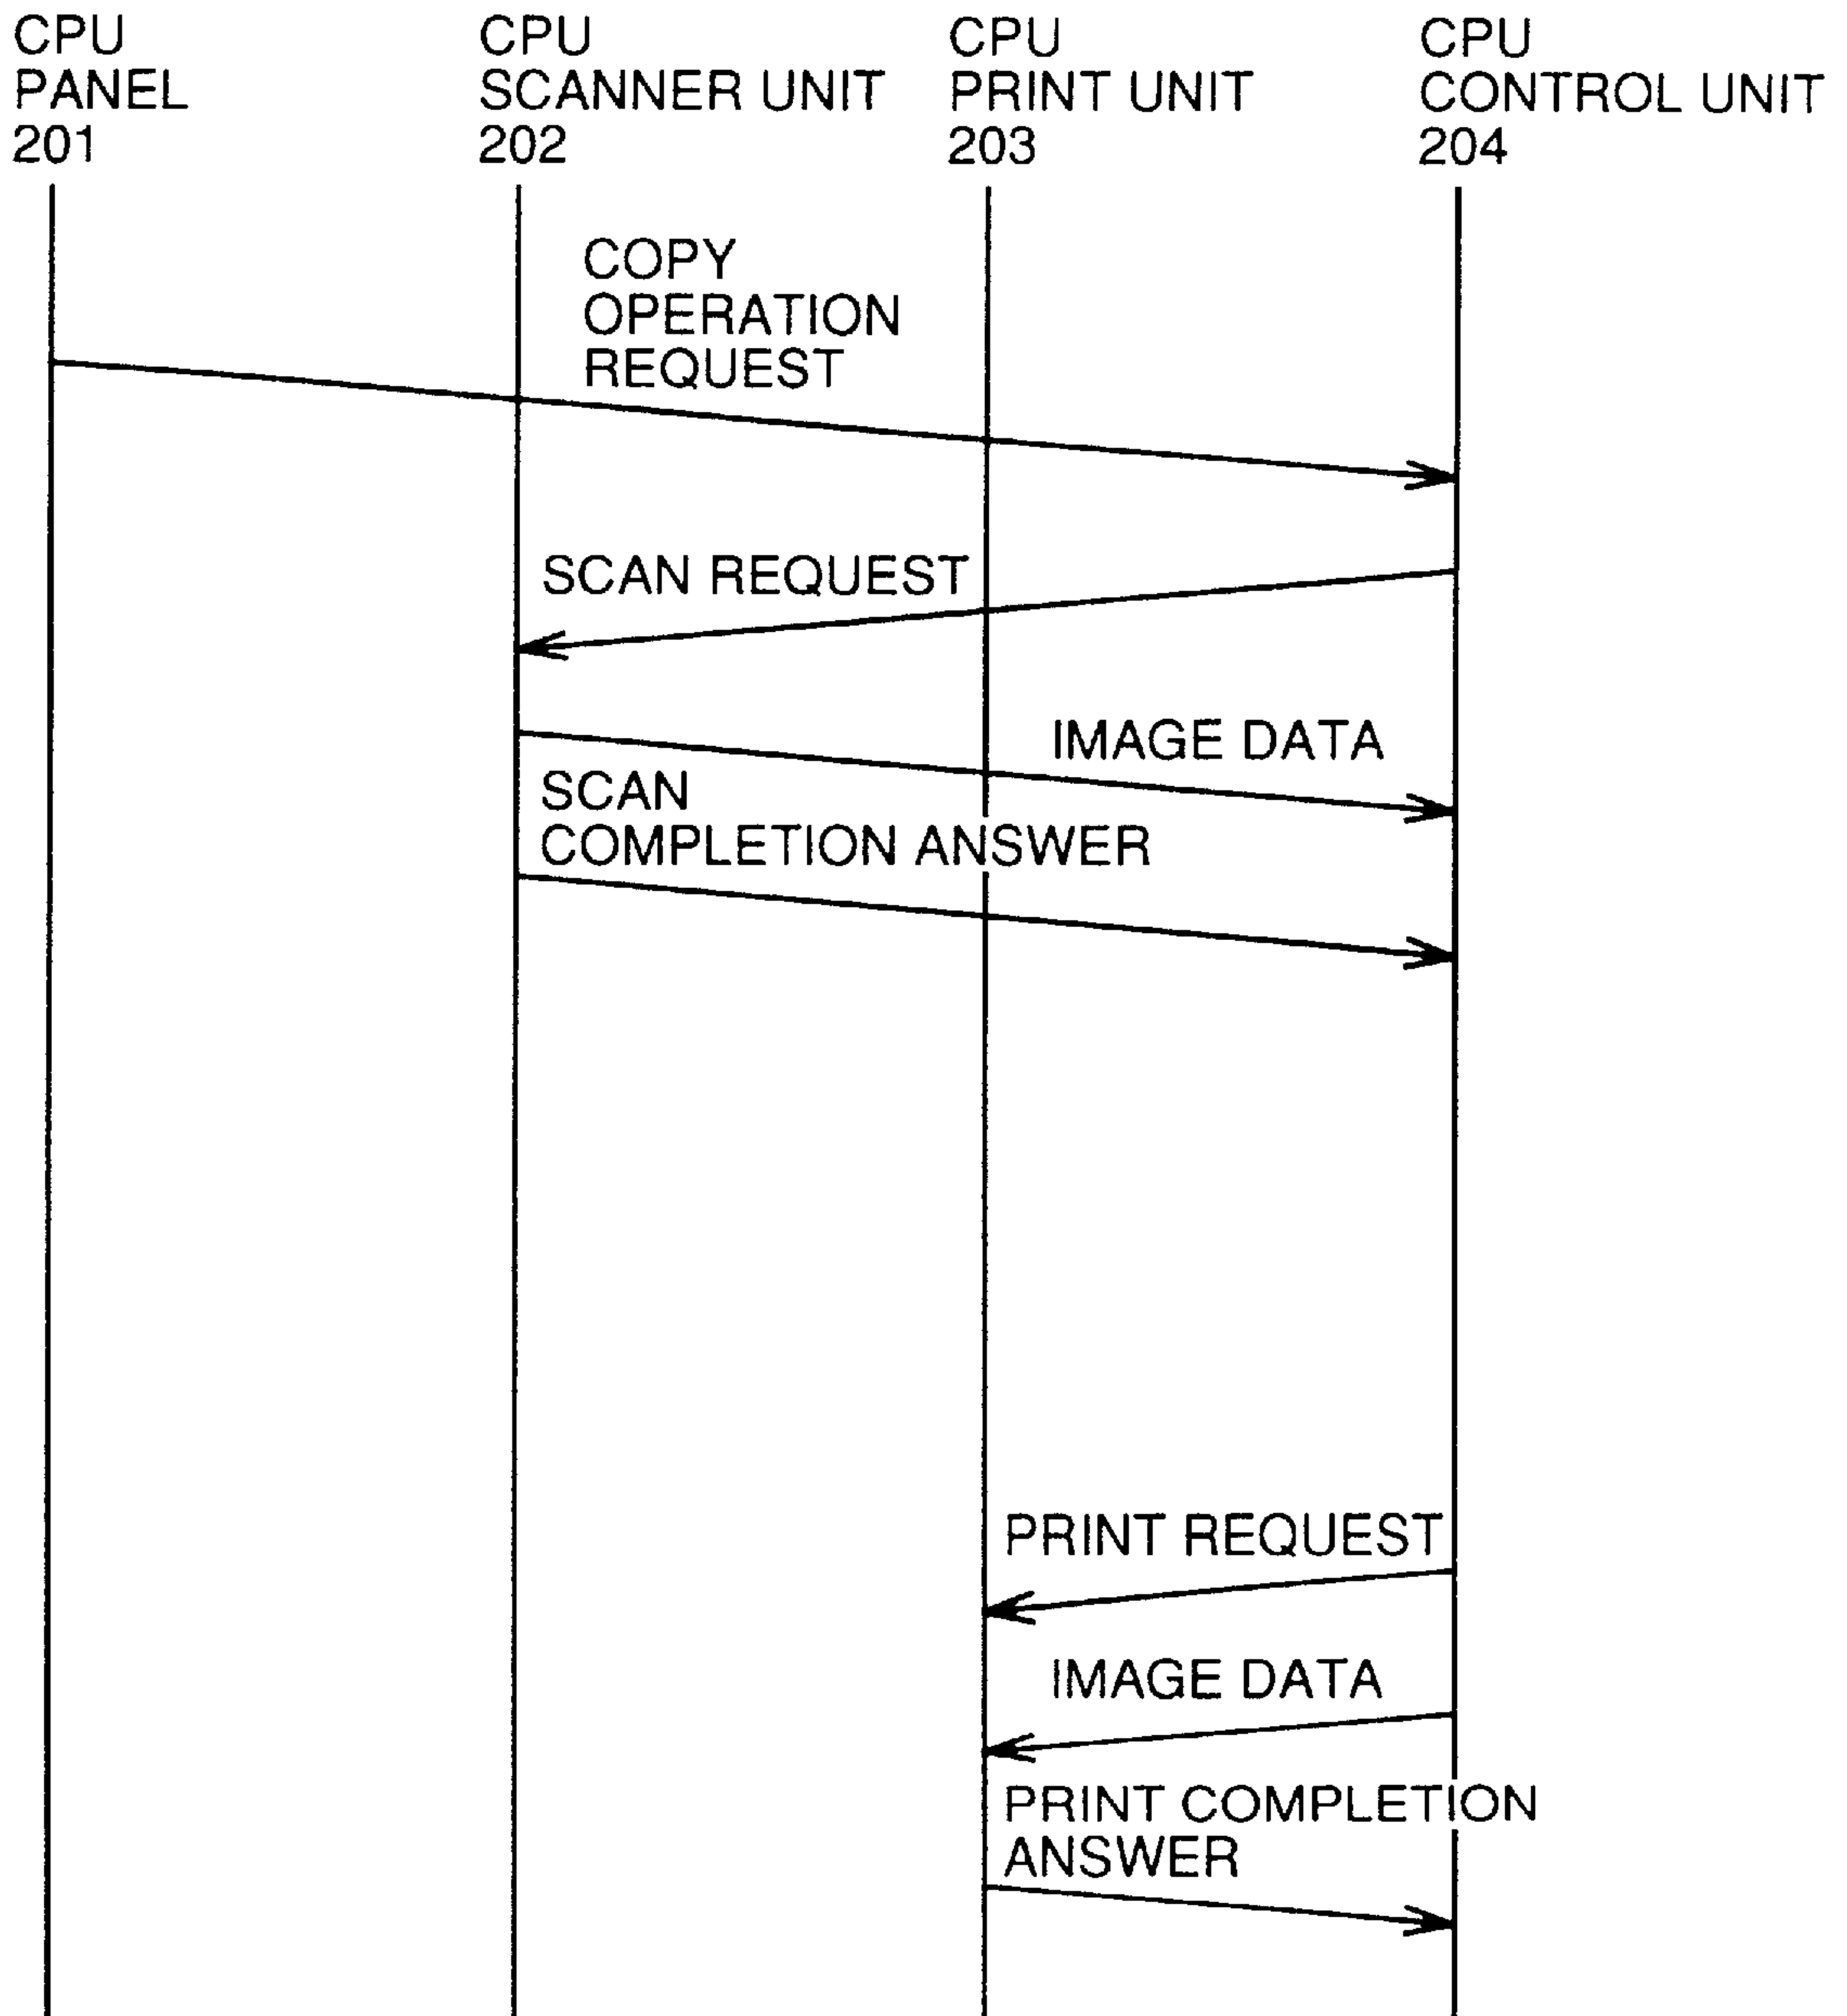 CPU
PANEL
201
CPU
SCANNER UNIT
202
CPU
PRINT UNIT
203
CPU
CONTROL UNIT
204
COPY
OPERATION
REQUEST
SCAN REQUEST
IMAGE DATA
SCAN
COMPLETION ANSWER
PRINT REQUEST
IMAGE DATA
PRINT COMPLETION
ANSWER